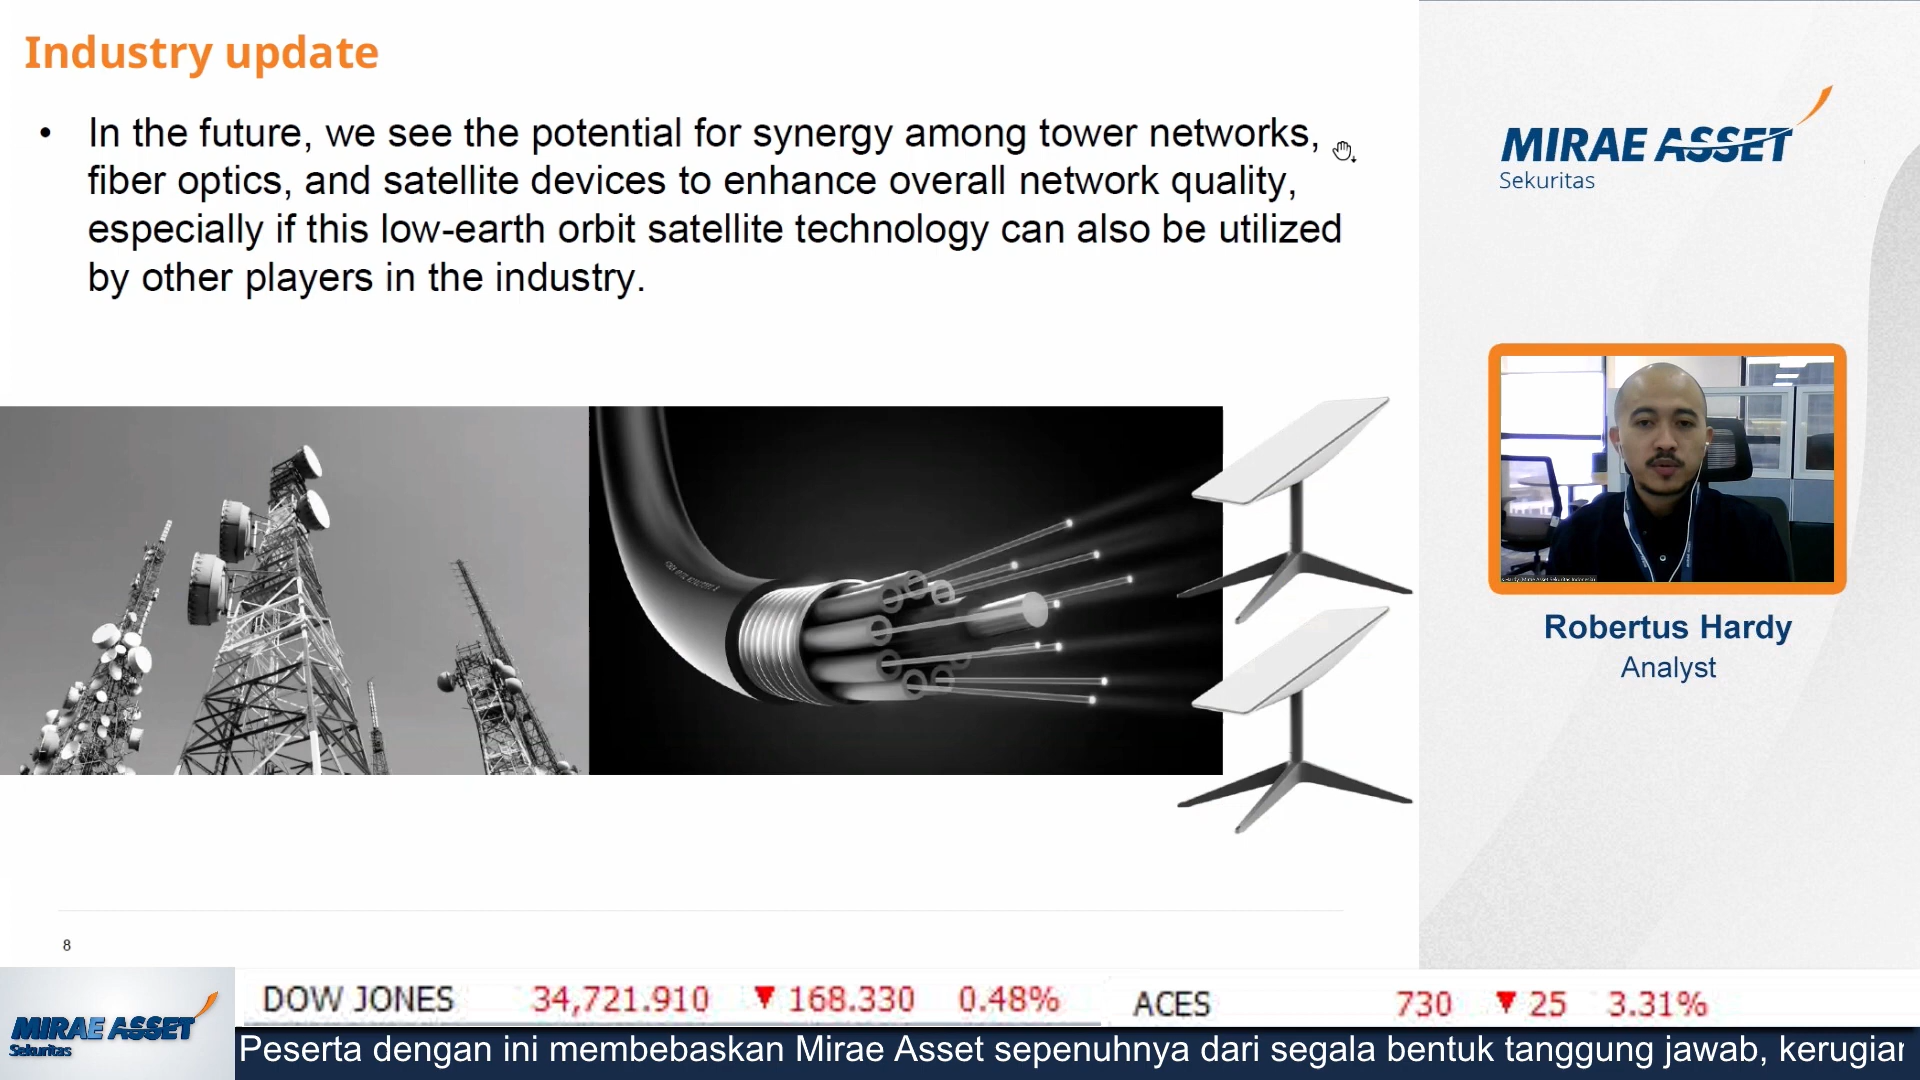 Industry update
• In the future, we see the potential for synergy among tower networks,
fiber optics, and satellite devices to enhance overall network quality,
especially if this low-earth orbit satellite technology can also be utilized
by other players in the industry.
MIRAE ASSET
Sekuritas
Robertus Hardy
Analyst
8
MIRAE ASSET
Sekuritas
DOW JONES 34,721.910 ▼ 168.330 0.48% ACES 730 ▼ 25 3.31%
Peserta dengan ini membebaskan Mirae Asset sepenuhnya dari segala bentuk tanggung jawab, kerugian